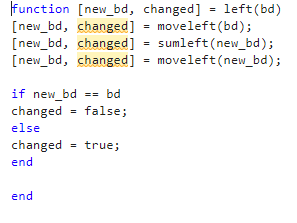 function [new_bd, changed] = left(bd)
[new_bd, changed] = moveleft(bd);
[new_bd, changed] = sumleft(new_bd);
[new_bd, changed] = moveleft(new_bd);
if new_bd == bd
changed = false;
else
changed = true;
end
end